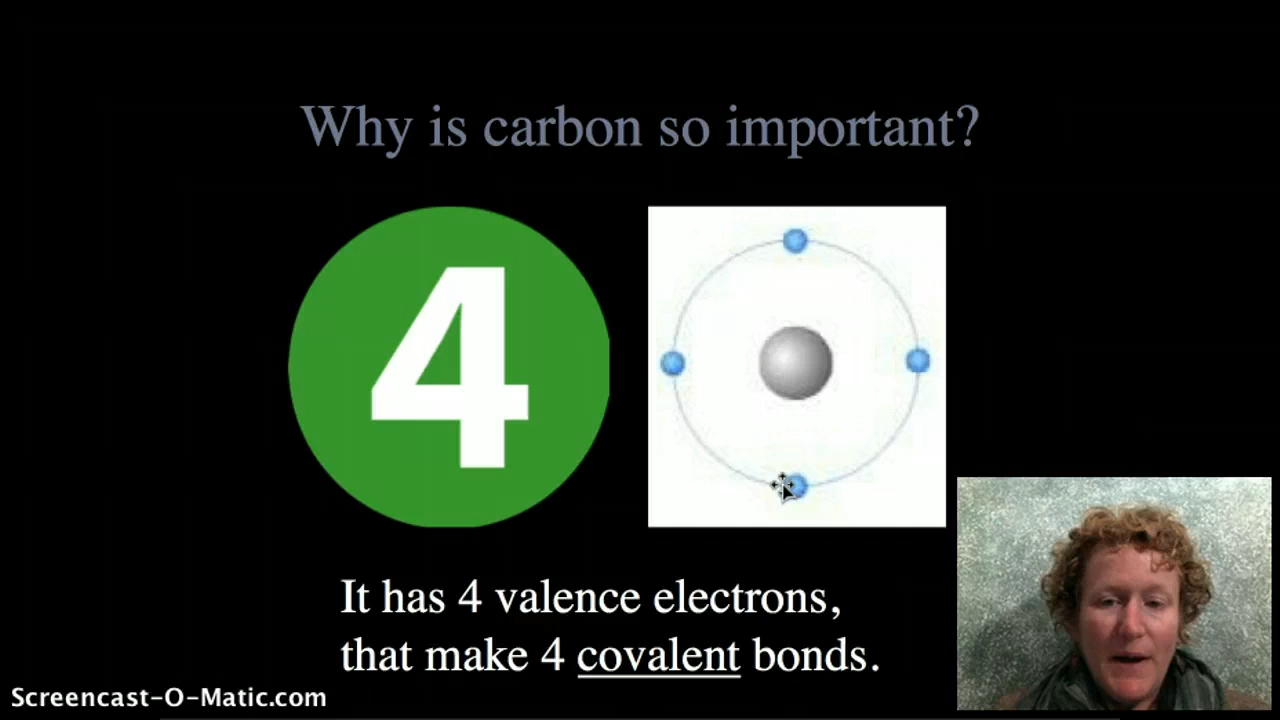 Why is carbon so important?
4
It has 4 valence electrons,
that make 4 covalent bonds.
Screencast-O-Matic.com